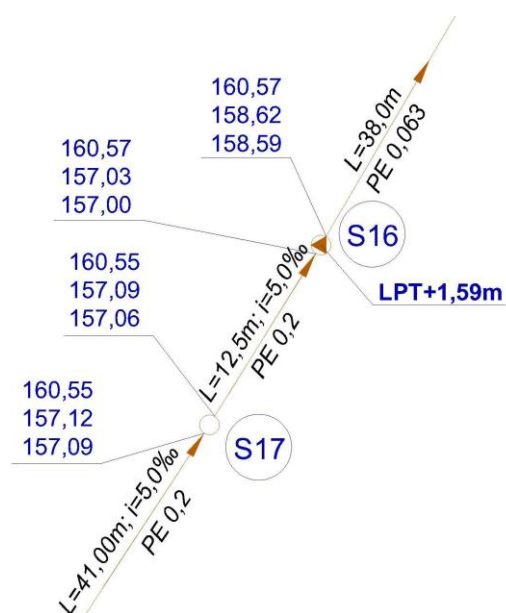 160,57
158,62
158,59
L=38,0m
PE 0,063
160,57
157,03
157,00
S16
LPT+1,59m
160,55
157,09
157,06
L=12,5m; i=5,0‰
PE 0,2
160,55
157,12
157,09
S17
L=41,00m; i=5,0‰
PE 0,2